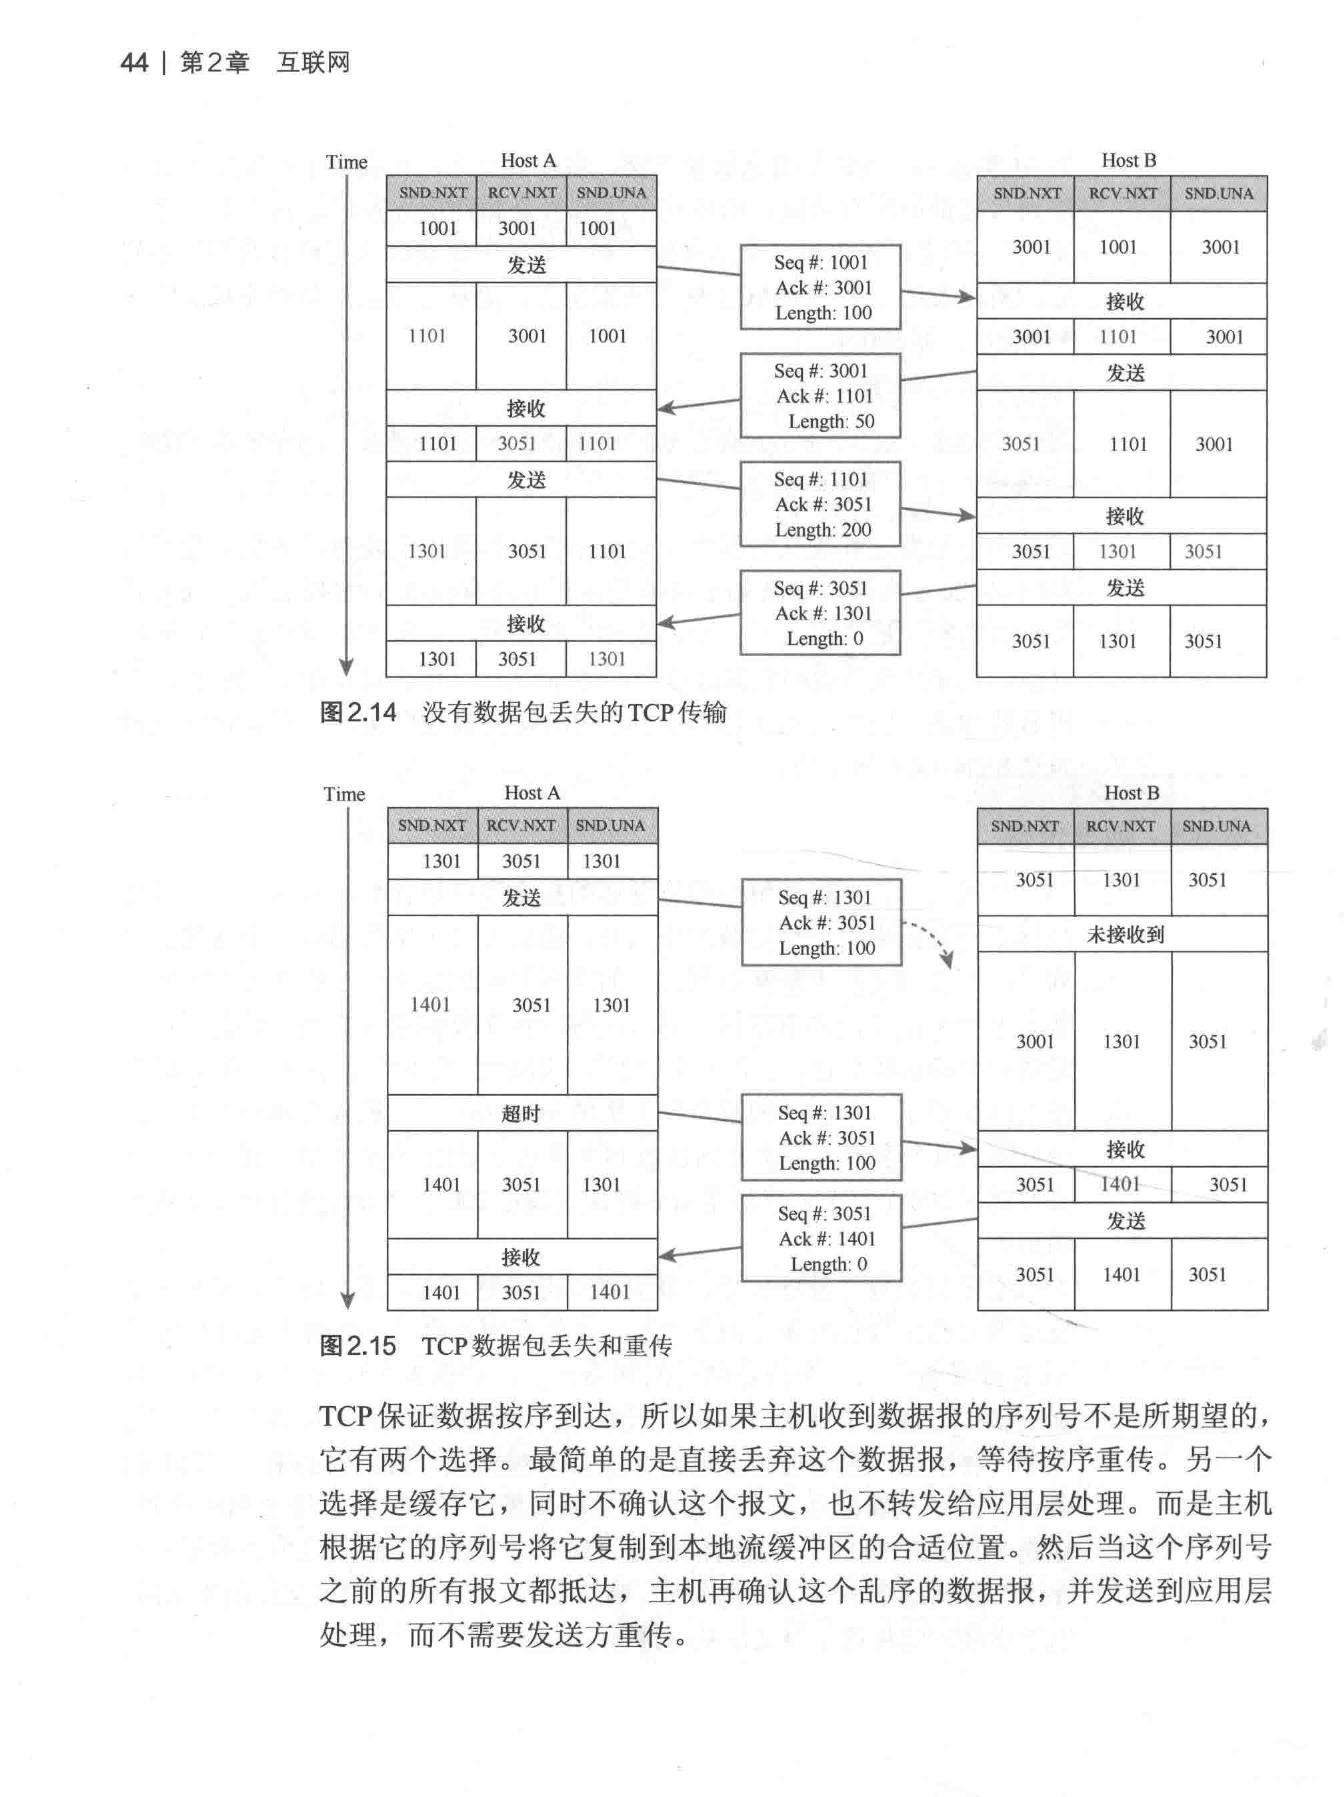 44 | 第2章 互联网
Time Host A Host B
SND.NXT RCV.NXT SND.UNA SND.NXT RCV.NXT SND.UNA
1001 3001 1001
3001 1001 3001
发送
Seq #: 1001
Ack #: 3001
Length: 100
接收
1101 3001 1001
3001 1101 3001
Seq #: 3001
Ack #: 1101
Length: 50
发送
接收
1101 3051 1101
3051 1101 3001
发送
Seq #: 1101
Ack #: 3051
Length: 200
接收
1301 3051 1101
3051 1301 3051
Seq #: 3051
Ack #: 1301
Length: 0
发送
接收
3051 1301 3051
1301 3051 1301
图2.14 没有数据包丢失的TCP传输
Time Host A Host B
SND.NXT RCV.NXT SND.UNA SND.NXT RCV.NXT SND.UNA
1301 3051 1301
3051 1301 3051
发送
Seq #: 1301
Ack #: 3051
Length: 100
未接收到
1401 3051 1301
3001 1301 3051
超时
Seq #: 1301
Ack #: 3051
Length: 100
接收
1401 3051 1301
3051 1401 3051
Seq #: 3051
Ack #: 1401
Length: 0
发送
接收
3051 1401 3051
1401 3051 1401
图2.15 TCP数据包丢失和重传
TCP保证数据按序到达，所以如果主机收到数据报的序列号不是所期望的，
它有两个选择。最简单的是直接丢弃这个数据报，等待按序重传。另一个
选择是缓存它，同时不确认这个报文，也不转发给应用层处理。而是主机
根据它的序列号将它复制到本地流缓冲区的合适位置。然后当这个序列号
之前的所有报文都抵达，主机再确认这个乱序的数据报，并发送到应用层
处理，而不需要发送方重传。